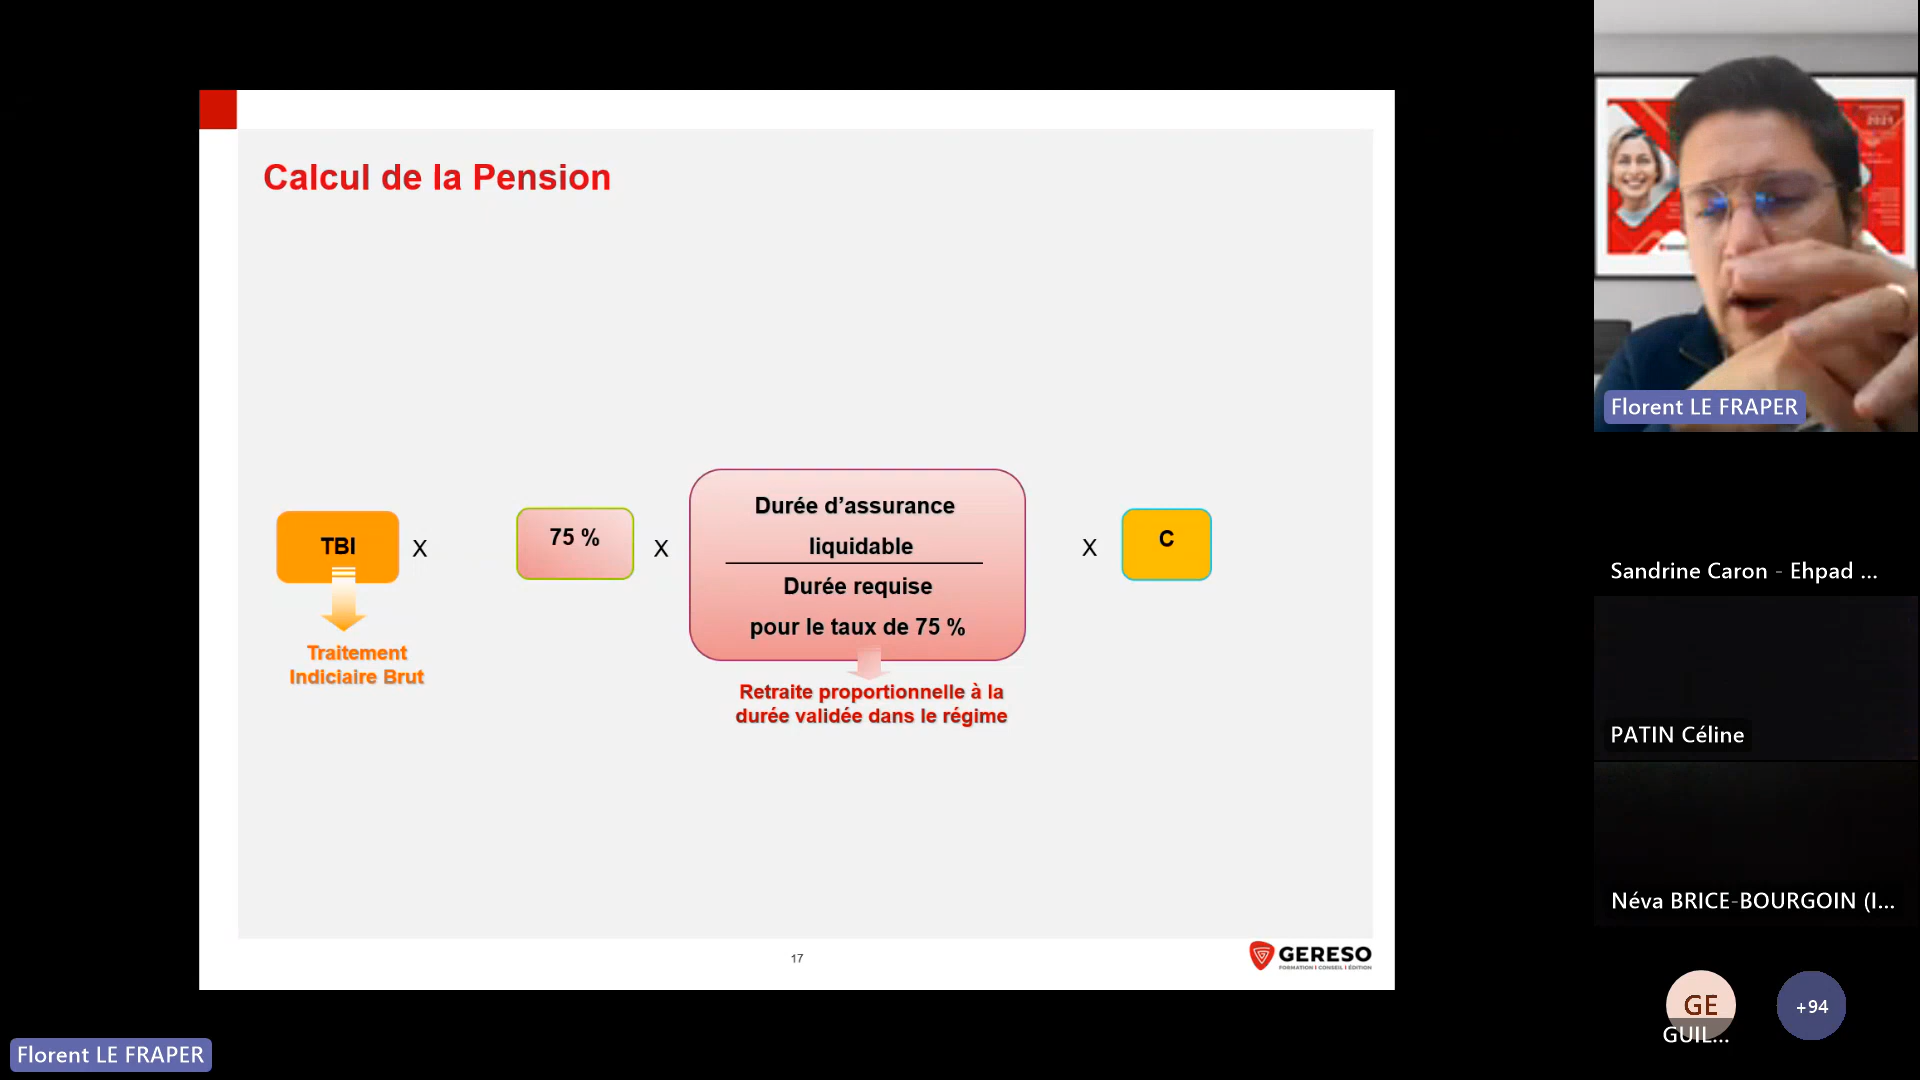 Calcul de la Pension
TBI
X
75 %
X
Durée d’assurance
liquidable
Durée requise
pour le taux de 75 %
X
C
Traitement
Indiciaire Brut
Retraite proportionnelle à la
durée validée dans le régime
17
GERESO
FORMATION I CONSEIL I ÉDITION
2021
Florent LE FRAPER
Sandrine Caron - Ehpad ...
PATIN Céline
Néva BRICE-BOURGOIN (I...
GE
GUIL...
+94
Florent LE FRAPER